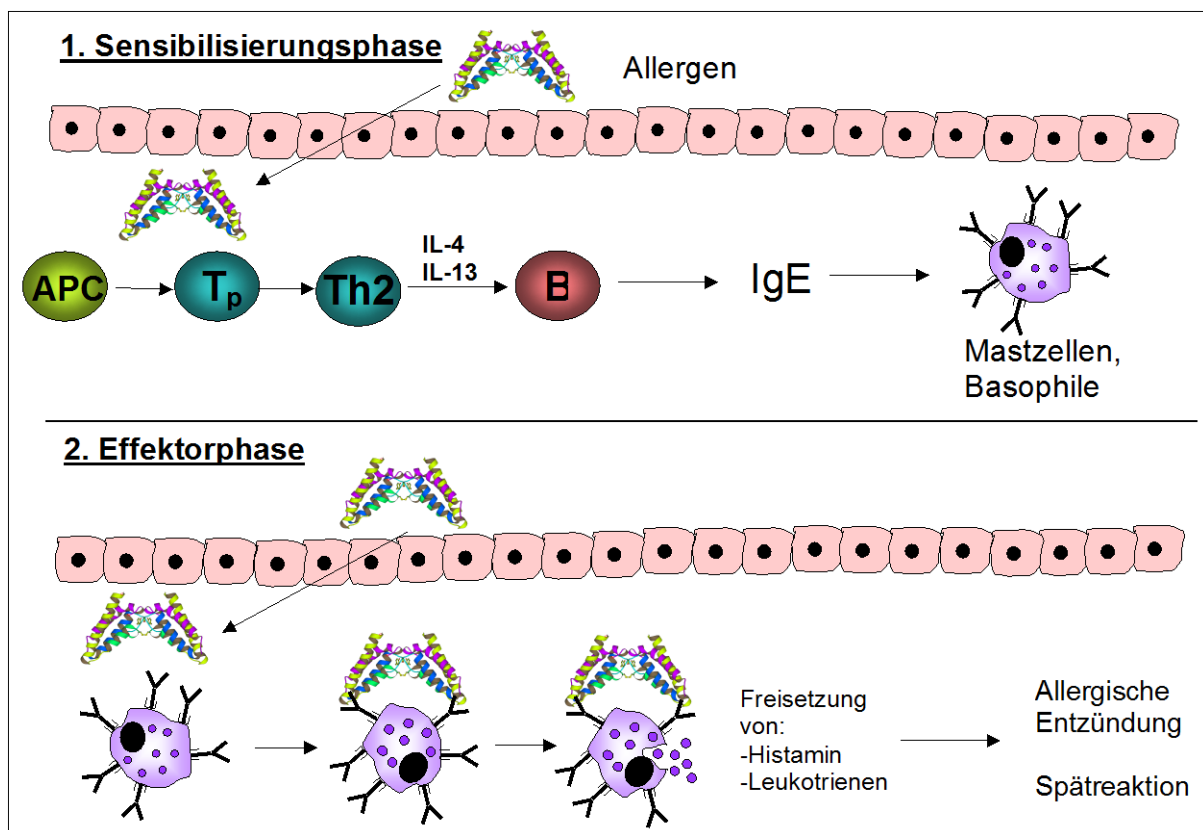 1. Sensibilisierungsphase
Allergen
APC
Tp
Th2
IL-4
IL-13
B
IgE
Mastzellen,
Basophile
2. Effektorphase
Freisetzung
von:
-Histamin
-Leukotrienen
Allergische
Entzündung
Spätreaktion